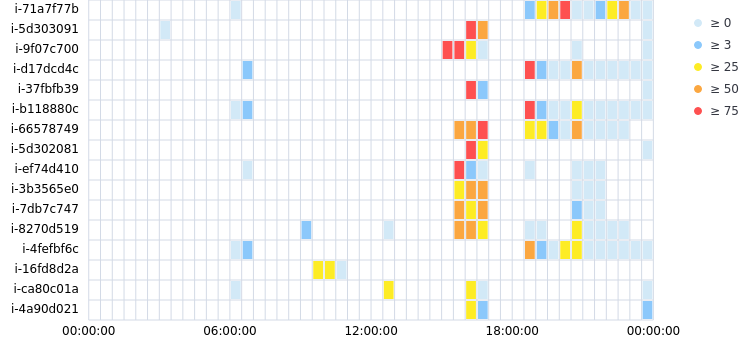 i-71a7f77b
i-5d303091
i-9f07c700
i-d17dcd4c
i-37fbfb39
i-b118880c
i-66578749
i-5d302081
i-ef74d410
i-3b3565e0
i-7db7c747
i-8270d519
i-4fefbf6c
i-16fd8d2a
i-ca80c01a
i-4a90d021
00:00:00 06:00:00 12:00:00 18:00:00 00:00:00
≥ 0
≥ 3
≥ 25
≥ 50
≥ 75